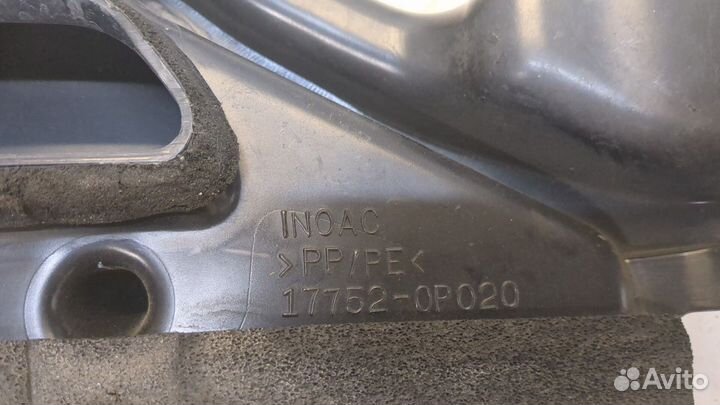 INOAC
>PP/PE<
17752-0P020
Avito